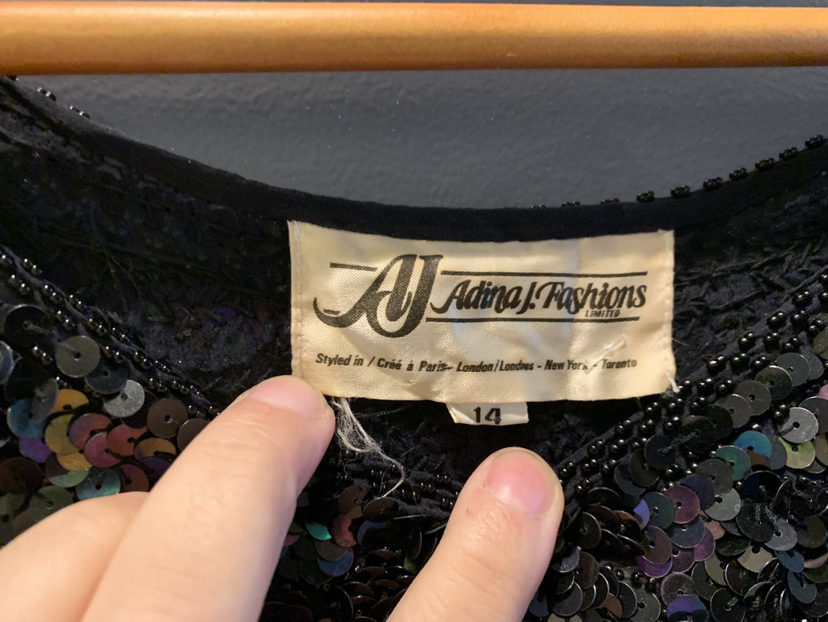 AJ Adina J. Fashions
LIMITED
Styled in / Créé à Paris - London/Londres - New York - Toronto
14